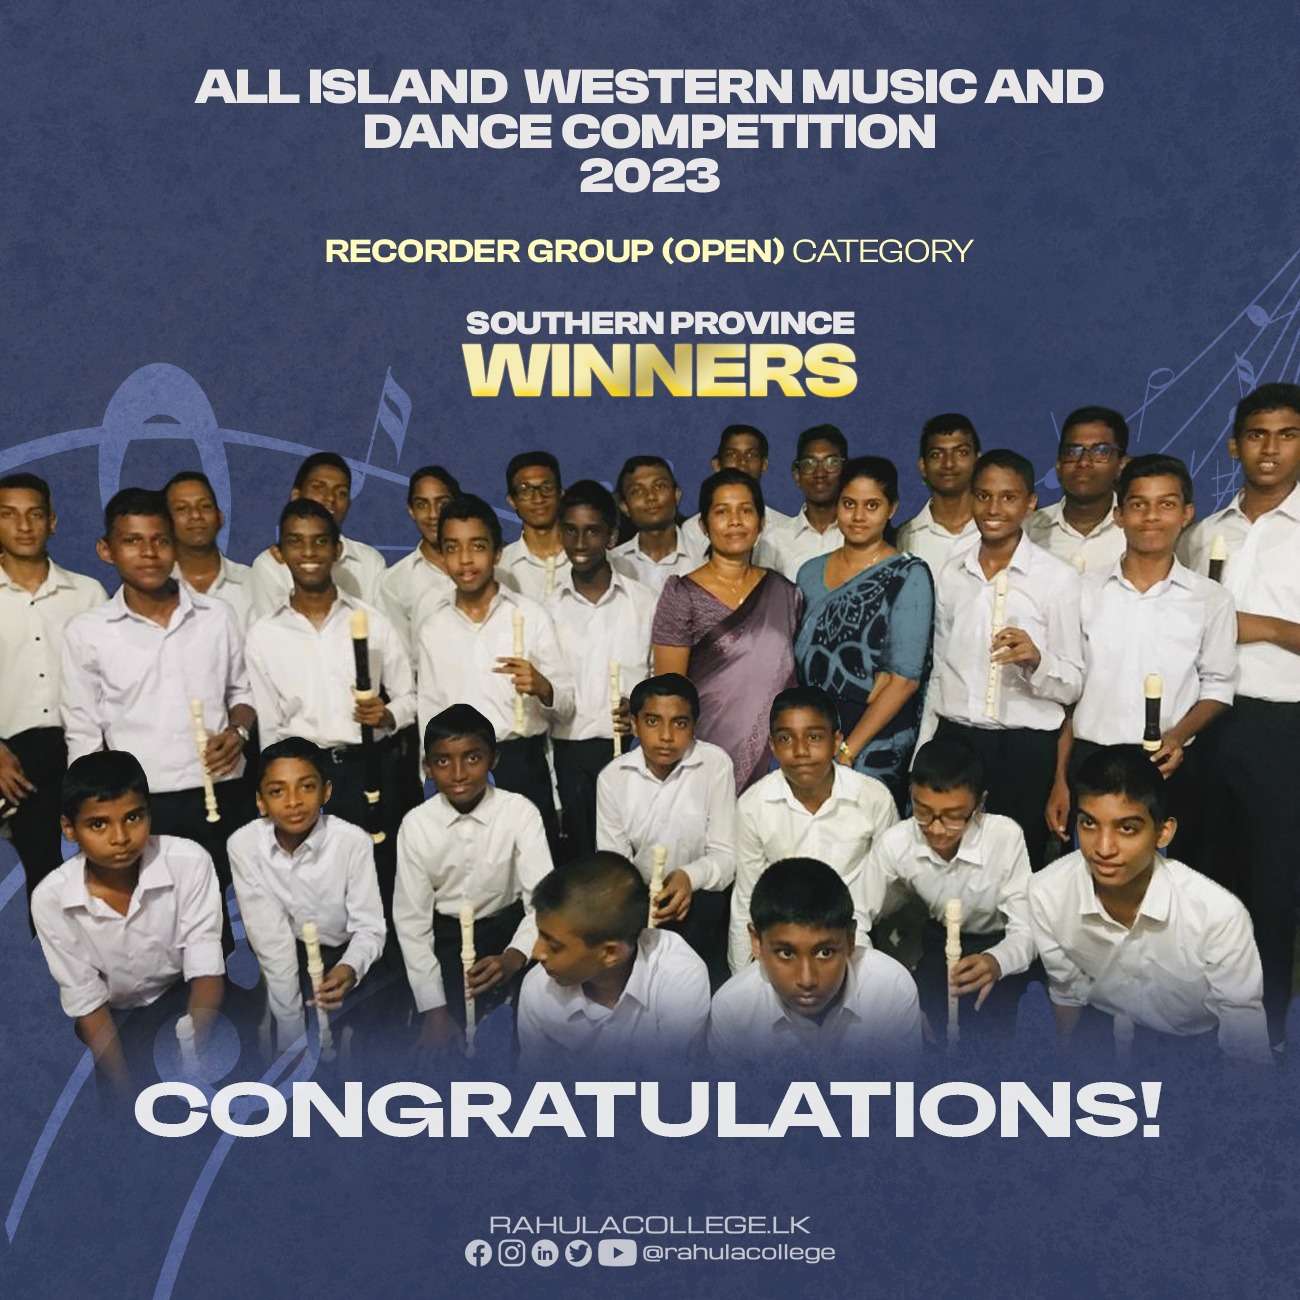 ALL ISLAND WESTERN MUSIC AND
DANCE COMPETITION
2023
RECORDER GROUP (OPEN) CATEGORY
SOUTHERN PROVINCE
WINNERS
CONGRATULATIONS!
RAHULACOLLEGE.LK
@rahulacollege